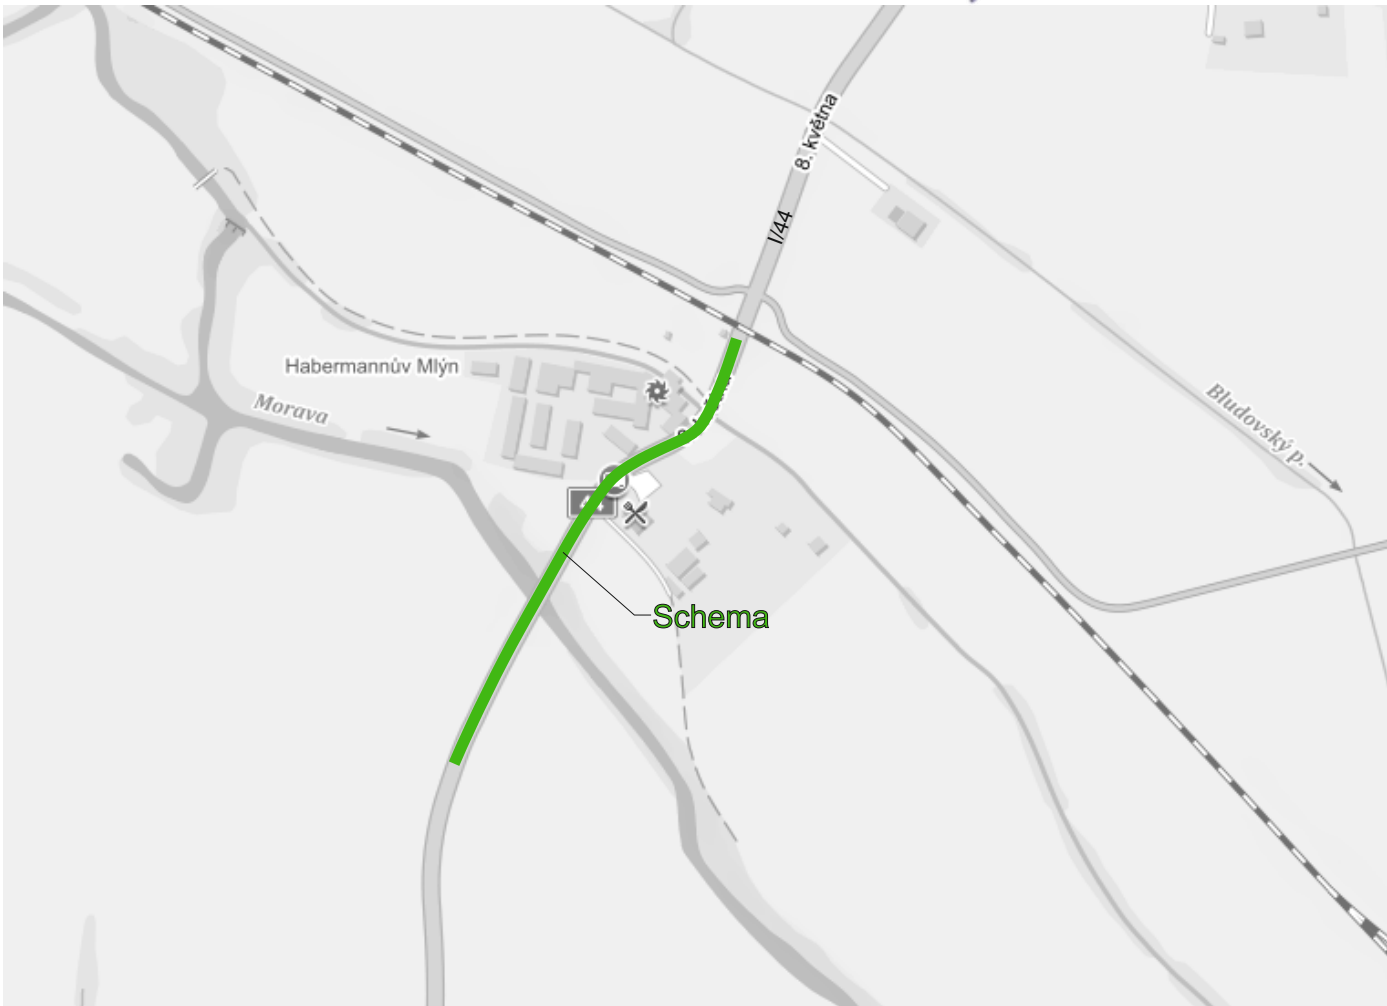 8. května
I/44
Habermannův Mlýn
Morava
Bludovský p.
Schema